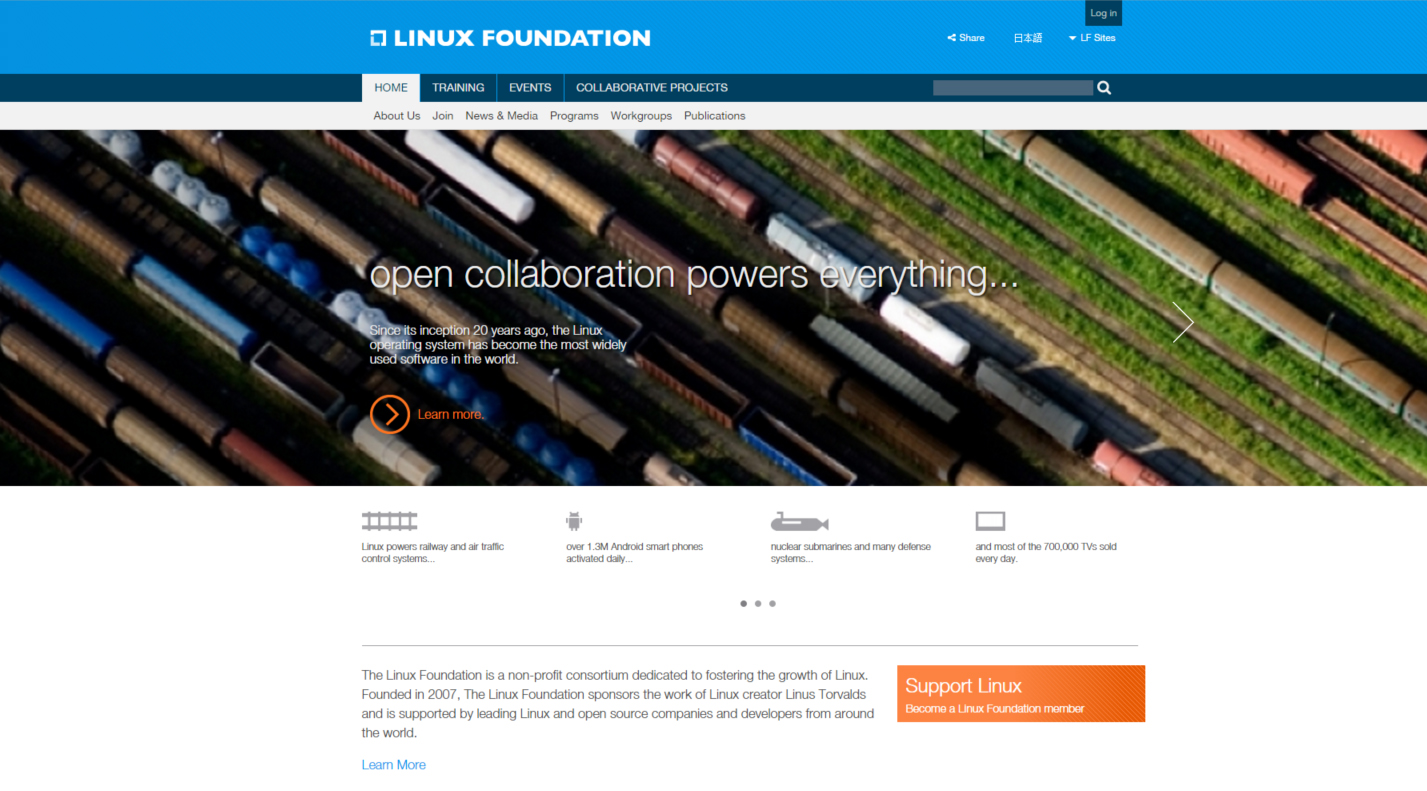 Log in
LINUX FOUNDATION
Share 日本語 LF Sites
HOME TRAINING EVENTS COLLABORATIVE PROJECTS
About Us Join News & Media Programs Workgroups Publications
open collaboration powers everything...
Since its inception 20 years ago, the Linux
operating system has become the most widely
used software in the world.
Learn more.
Linux powers railway and air traffic
control systems...
over 1.3M Android smart phones
activated daily...
nuclear submarines and many defense
systems...
and most of the 700,000 TVs sold
every day.
The Linux Foundation is a non-profit consortium dedicated to fostering the growth of Linux.
Founded in 2007, The Linux Foundation sponsors the work of Linux creator Linus Torvalds
and is supported by leading Linux and open source companies and developers from around
the world.
Learn More
Support Linux
Become a Linux Foundation member